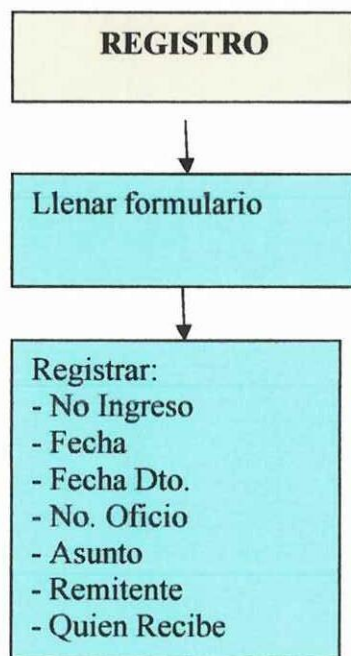 REGISTRO
Llenar formulario
Registrar:
- No Ingreso
- Fecha
- Fecha Dto.
- No. Oficio
- Asunto
- Remitente
- Quien Recibe